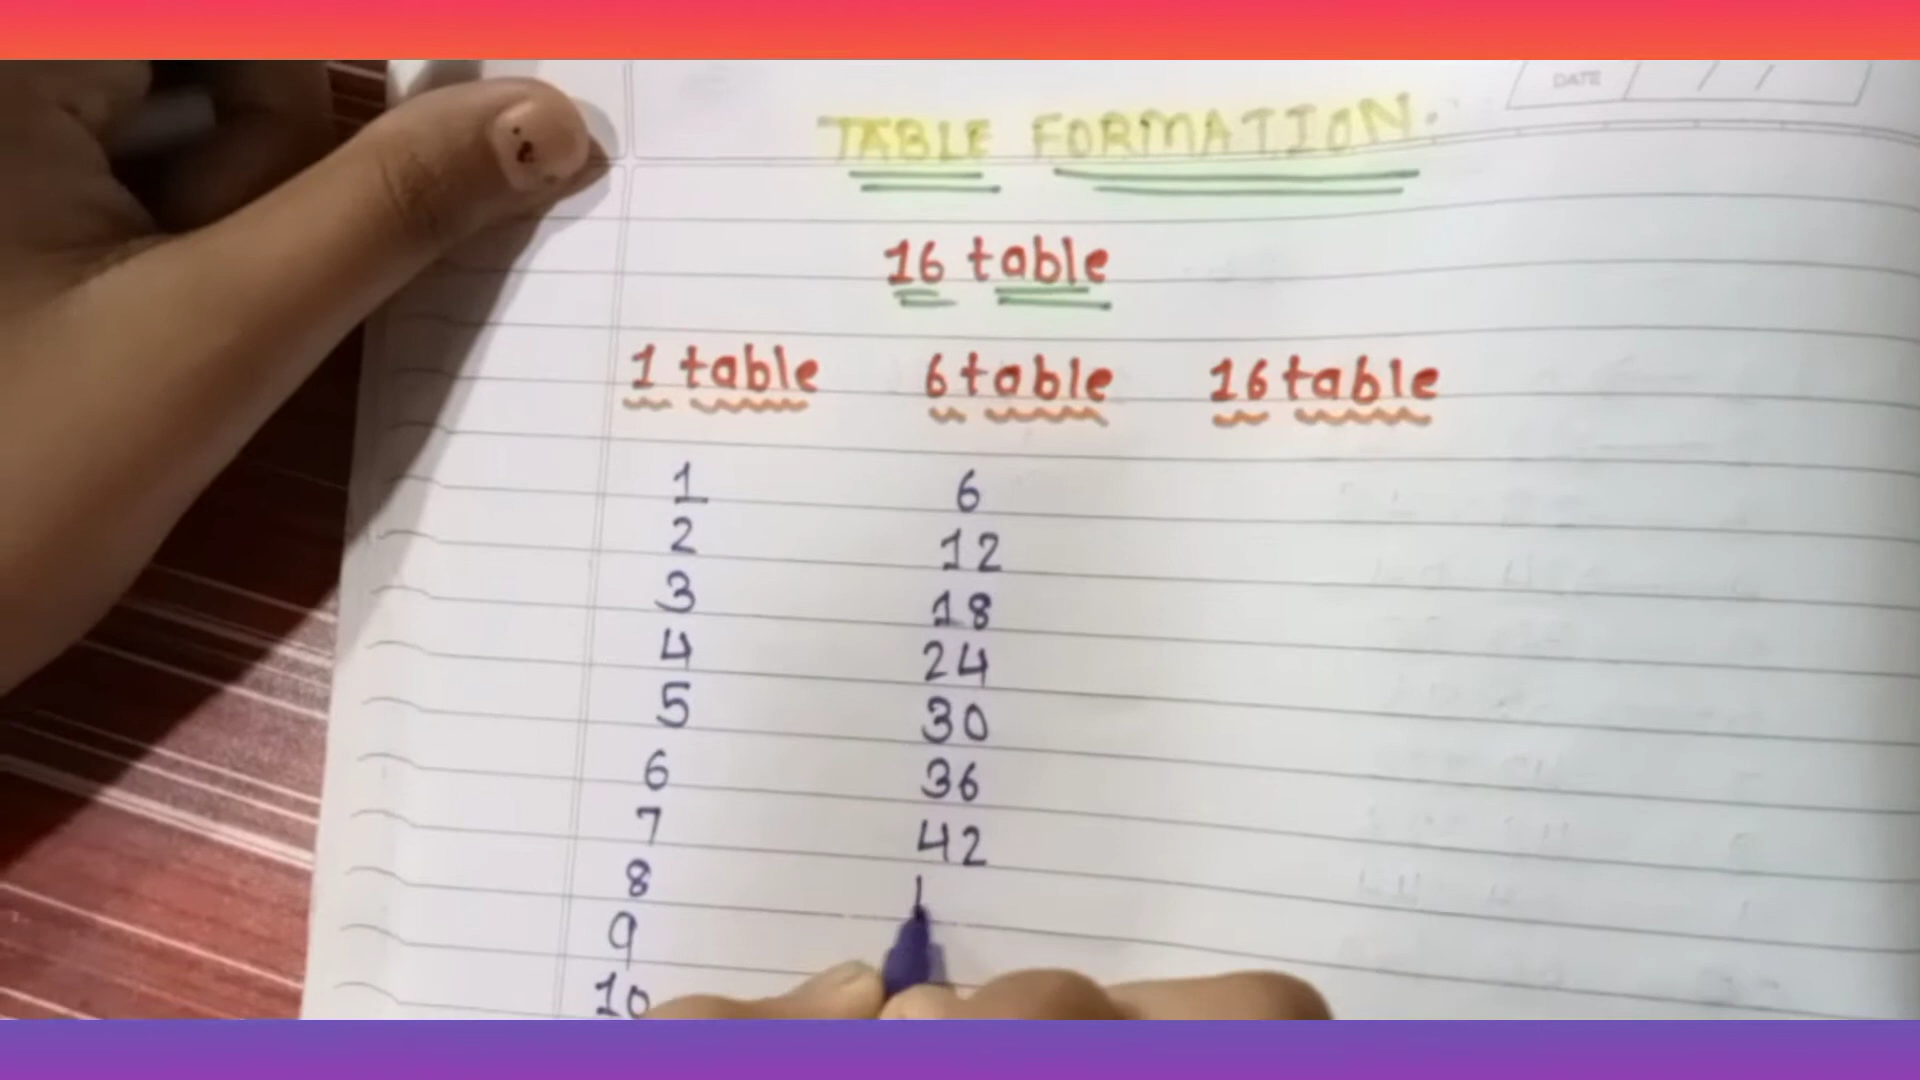 DATE / /
TABLE FORMATION:
16 table
1 table 6 table 16 table
1 6
2 12
3 18
4 24
5 30
6 36
7 42
8
9
10